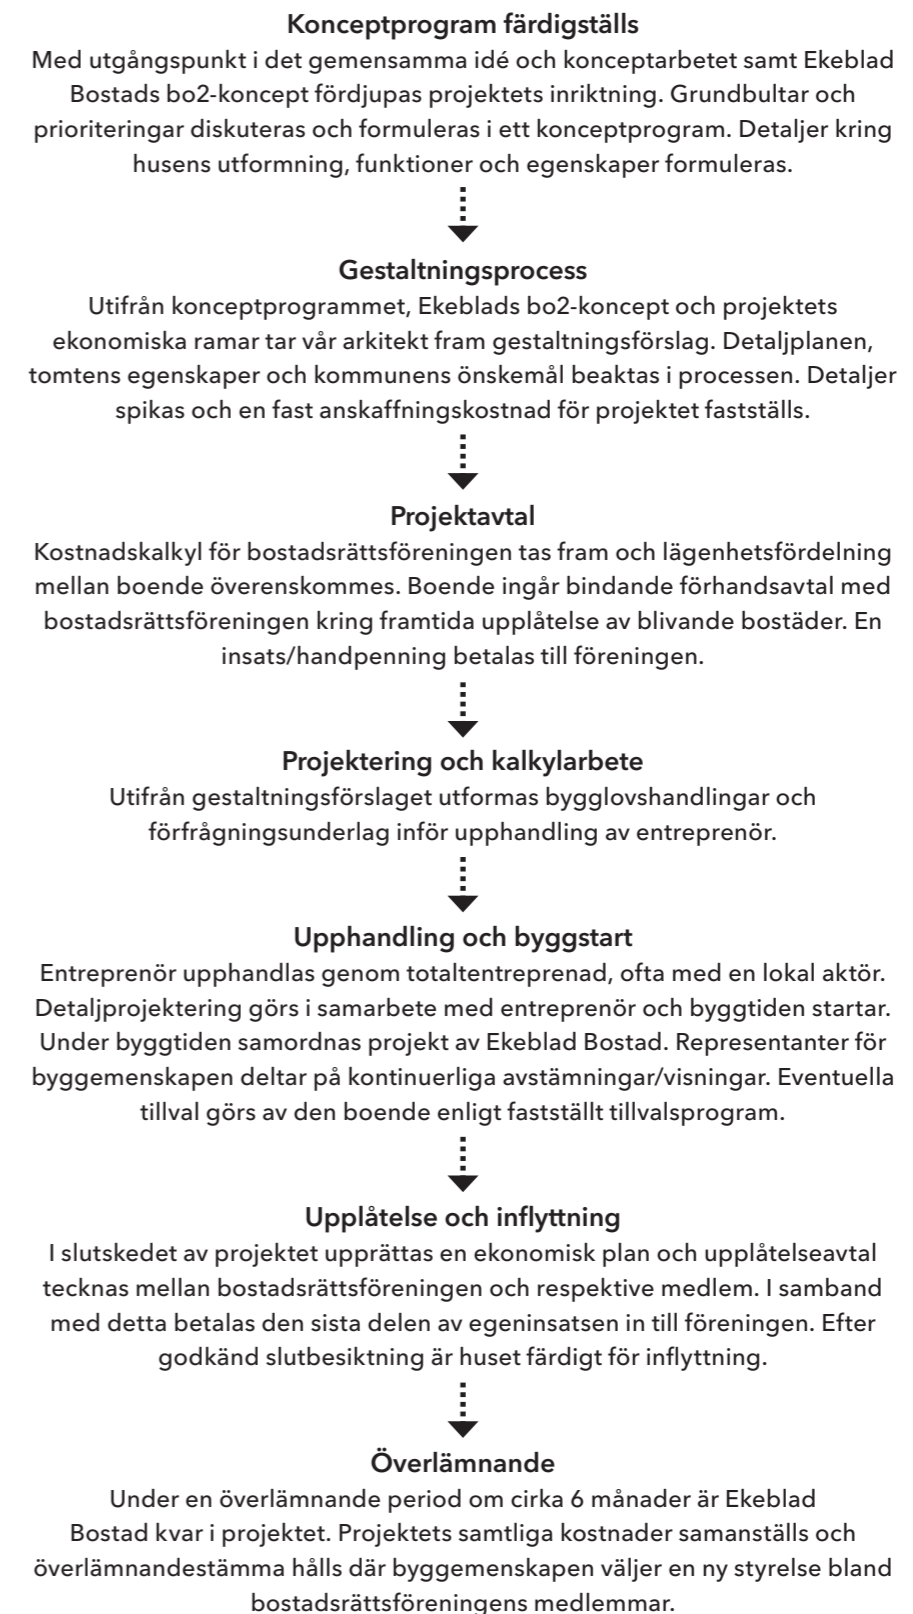 Konceptprogram färdigställs
Med utgångspunkt i det gemensamma idé och konceptarbetet samt Ekeblad
Bostads bo2-koncept fördjupas projektets inriktning. Grundbultar och
prioriteringar diskuteras och formuleras i ett konceptprogram. Detaljer kring
husens utformning, funktioner och egenskaper formuleras.
Gestaltningsprocess
Utifrån konceptprogrammet, Ekeblads bo2-koncept och projektets
ekonomiska ramar tar vår arkitekt fram gestaltningsförslag. Detaljplanen,
tomtens egenskaper och kommunens önskemål beaktas i processen. Detaljer
spikas och en fast anskaffningskostnad för projektet fastställs.
Projektavtal
Kostnadskalkyl för bostadsrättsföreningen tas fram och lägenhetsfördelning
mellan boende överenskommes. Boende ingår bindande förhandsavtal med
bostadsrättsföreningen kring framtida upplåtelse av blivande bostäder. En
insats/handpenning betalas till föreningen.
Projektering och kalkylarbete
Utifrån gestaltningsförslaget utformas bygglovshandlingar och
förfrågningsunderlag inför upphandling av entreprenör.
Upphandling och byggstart
Entreprenör upphandlas genom totaltentreprenad, ofta med en lokal aktör.
Detaljprojektering görs i samarbete med entreprenör och byggtiden startar.
Under byggtiden samordnas projekt av Ekeblad Bostad. Representanter för
byggemenskapen deltar på kontinuerliga avstämningar/visningar. Eventuella
tillval görs av den boende enligt fastställt tillvalsprogram.
Upplåtelse och inflyttning
I slutskedet av projektet upprättas en ekonomisk plan och upplåtelseavtal
tecknas mellan bostadsrättsföreningen och respektive medlem. I samband
med detta betalas den sista delen av egeninsatsen in till föreningen. Efter
godkänd slutbesiktning är huset färdigt för inflyttning.
Överlämnande
Under en överlämnande period om cirka 6 månader är Ekeblad
Bostad kvar i projektet. Projektets samtliga kostnader samanställs och
överlämnandestämma hålls där byggemenskapen väljer en ny styrelse bland
bostadsrättsföreningens medlemmar.